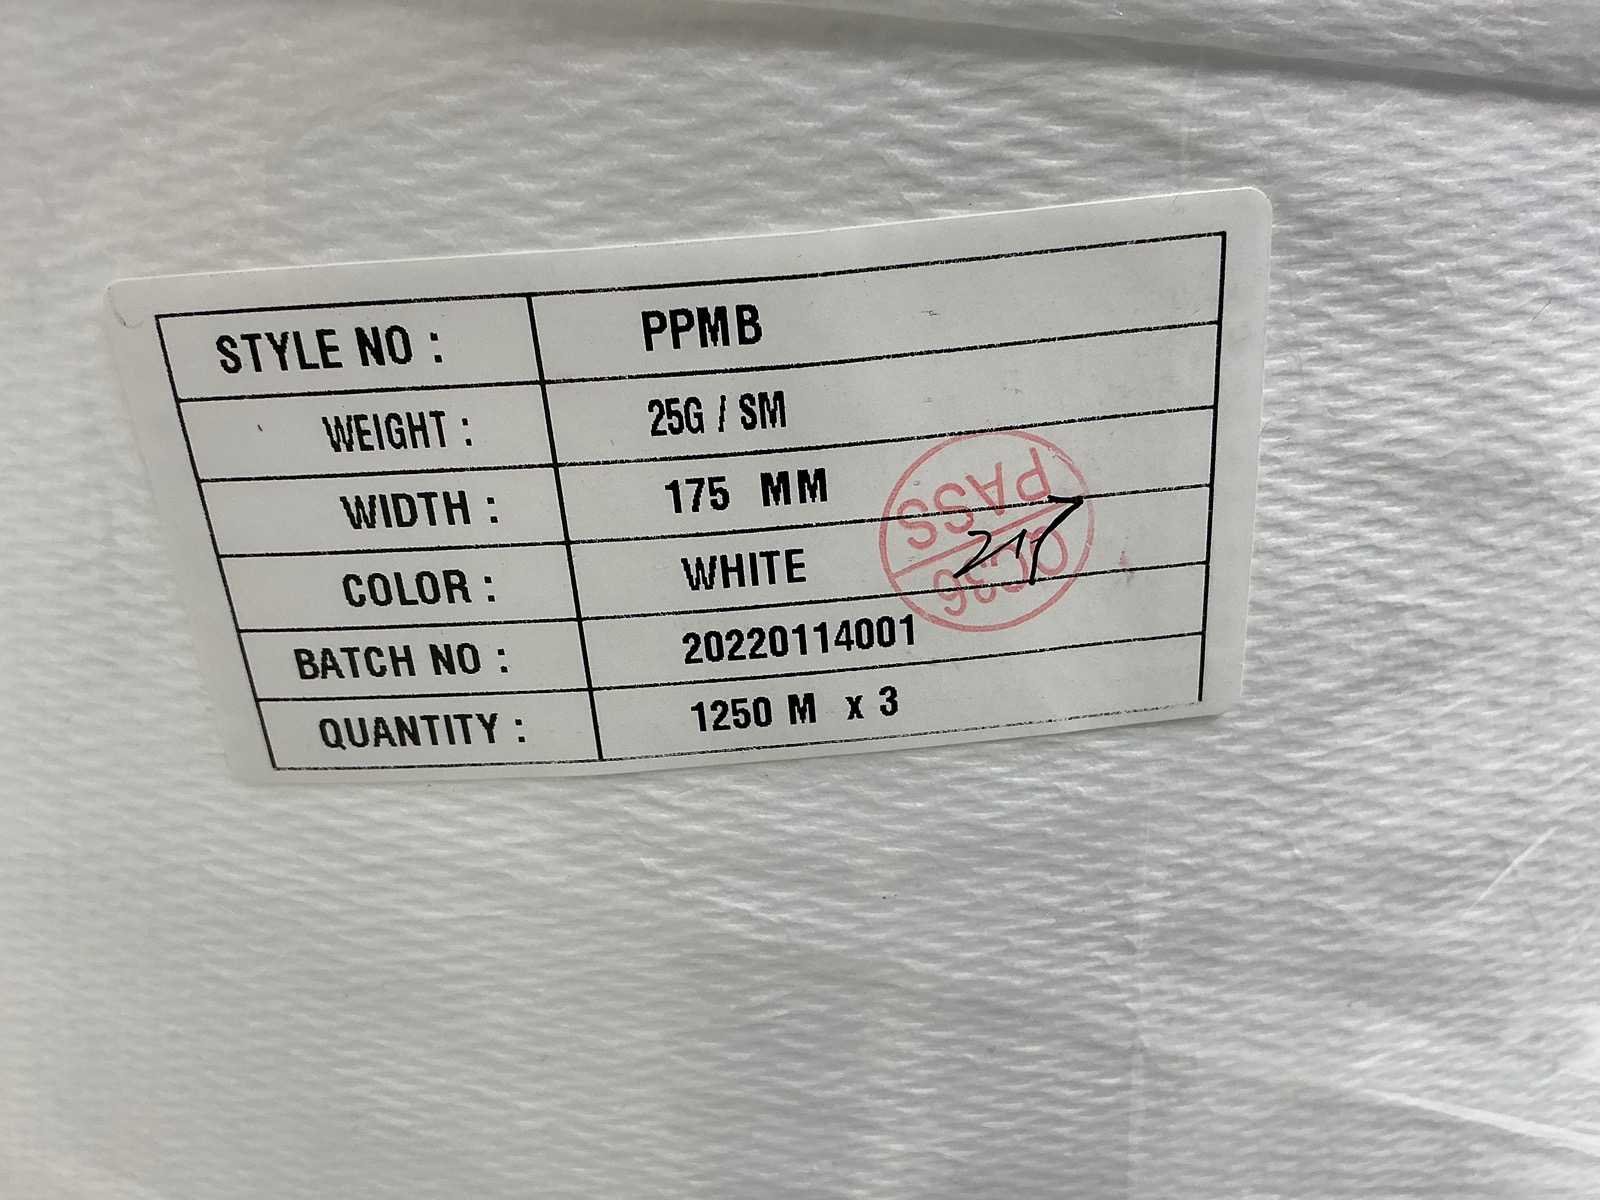 STYLE NO : PPMB
WEIGHT : 25G / SM
WIDTH : 175 MM
COLOR : WHITE
BATCH NO : 20220114001
QUANTITY : 1250 M x 3
PASS